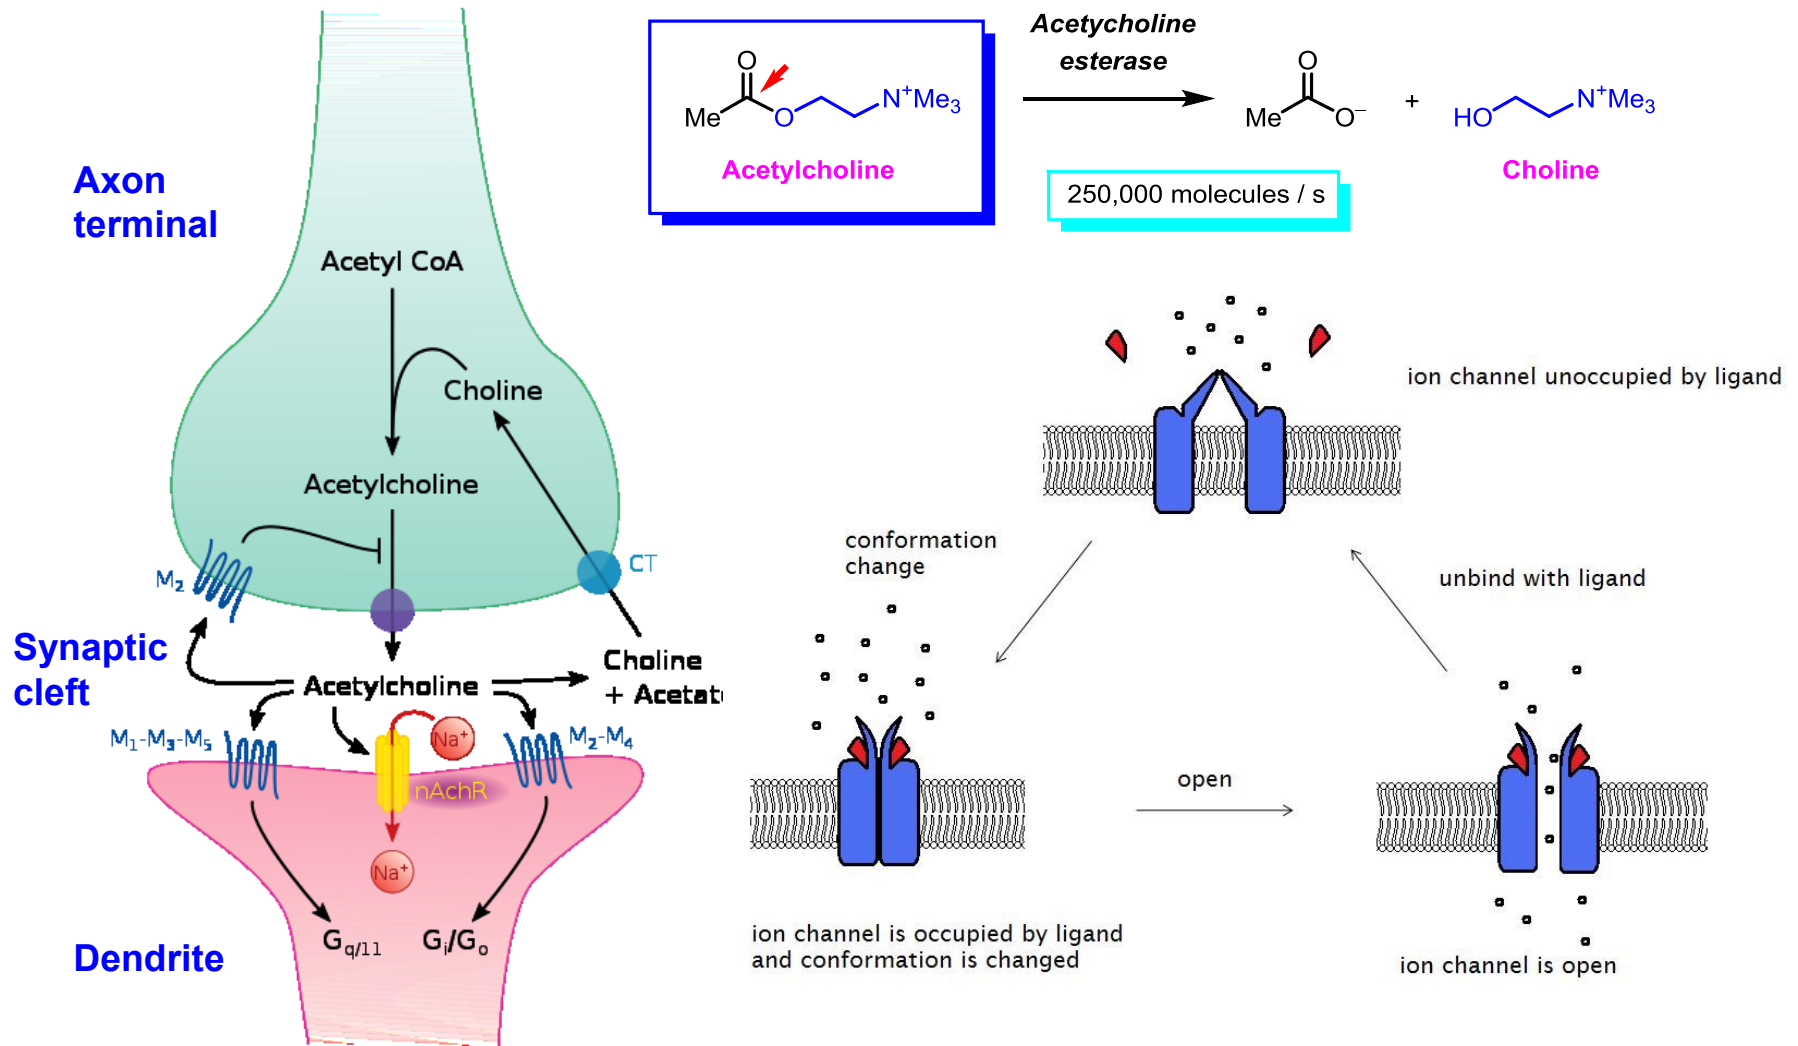 Axon
terminal
Acetyl CoA
Choline
Acetylcholine
M₂
CT
Synaptic
cleft
Acetylcholine
Choline
+ Acetate
M₁-M₃-M₅
Na⁺
M₂-M₄
nAchR
Na⁺
Gq/11
Gi/Go
Dendrite
Acetycholine
esterase
O
Me
O
N⁺Me₃
Acetylcholine
250,000 molecules / s
O
Me
O⁻
+
HO
N⁺Me₃
Choline
ion channel unoccupied by ligand
conformation
change
unbind with ligand
open
ion channel is occupied by ligand
and conformation is changed
ion channel is open